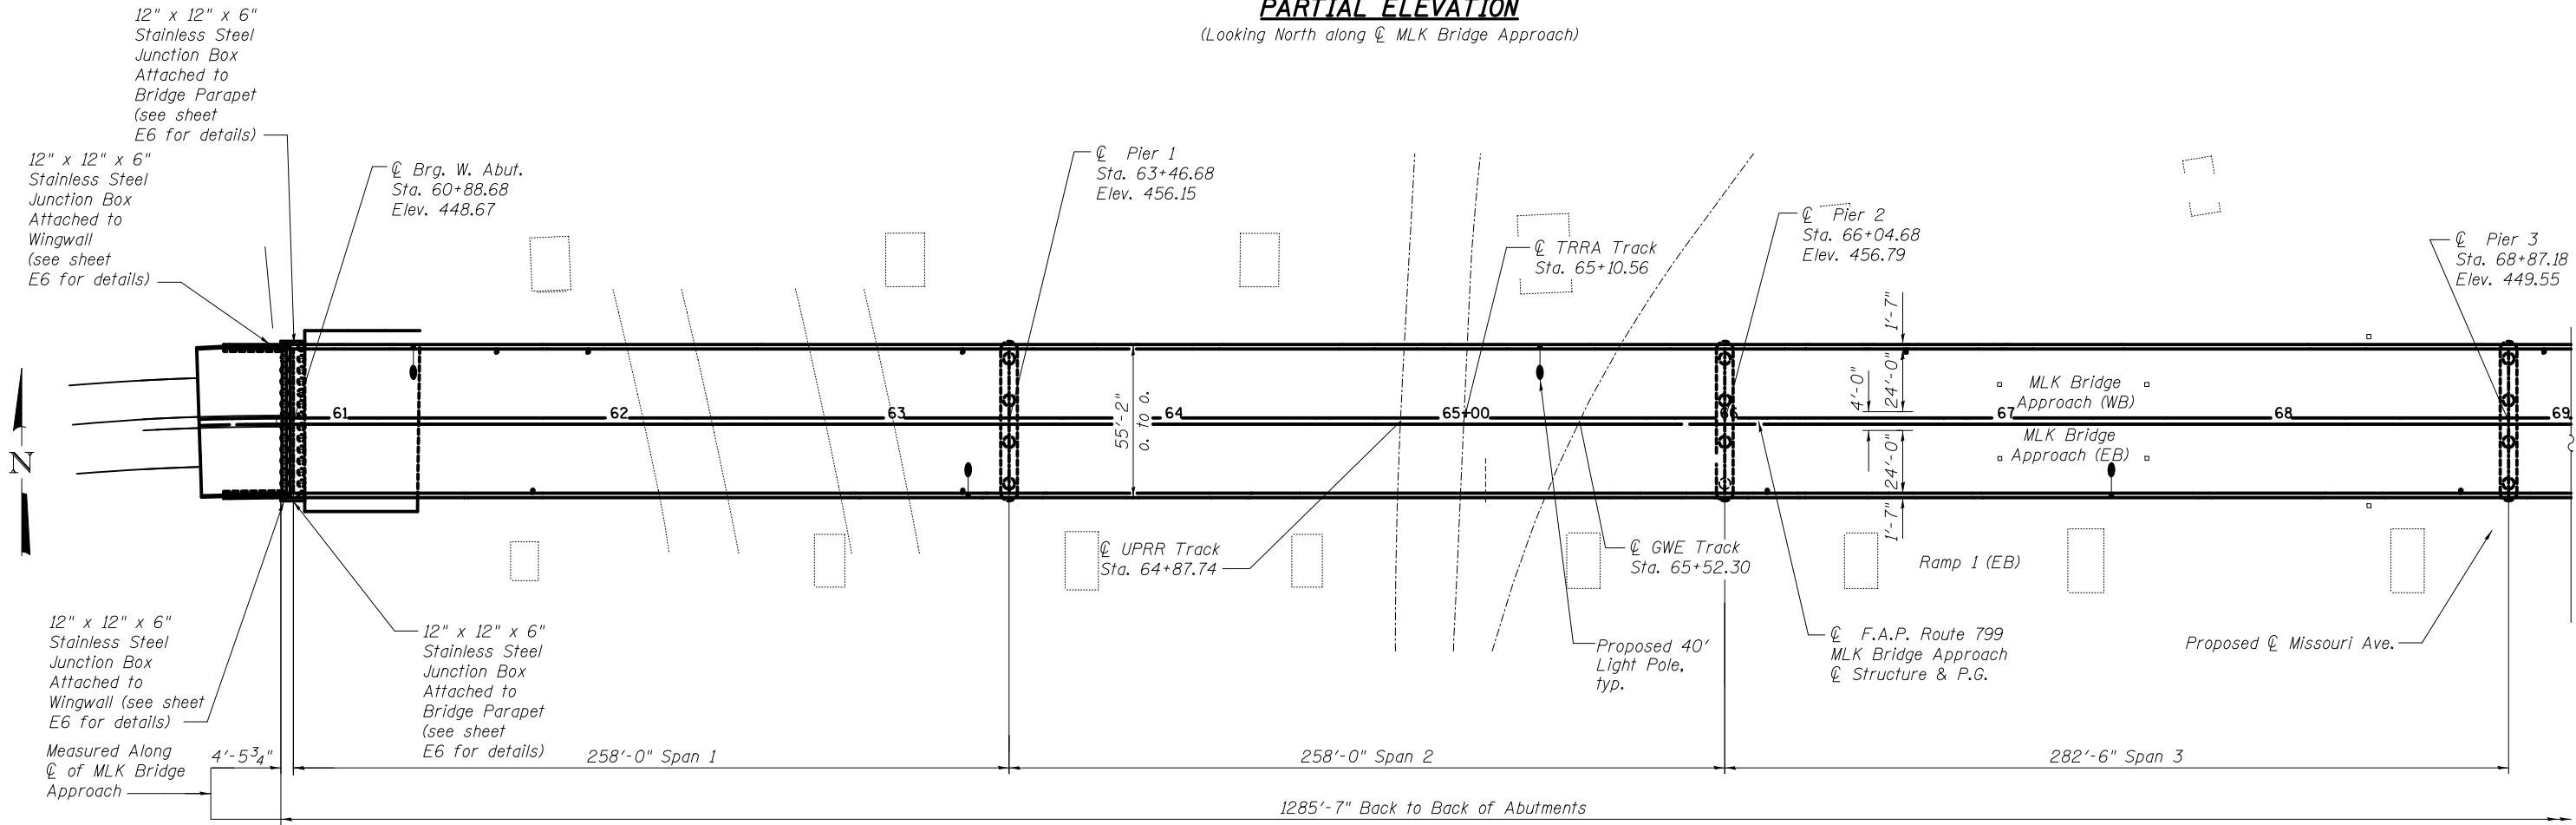 PARTIAL ELEVATION
(Looking North along ℄ MLK Bridge Approach)
12" x 12" x 6"
Stainless Steel
Junction Box
Attached to
Bridge Parapet
(see sheet
E6 for details)
12" x 12" x 6"
Stainless Steel
Junction Box
Attached to
Wingwall
(see sheet
E6 for details)
℄ Brg. W. Abut.
Sta. 60+88.68
Elev. 448.67
℄ Pier 1
Sta. 63+46.68
Elev. 456.15
℄ TRRA Track
Sta. 65+10.56
℄ Pier 2
Sta. 66+04.68
Elev. 456.79
℄ Pier 3
Sta. 68+87.18
Elev. 449.55
1'-7"
24'-0"
4'-0"
24'-0"
1'-7"
MLK Bridge
Approach (WB)
61
62
63
64
65+00
66
67
68
69
MLK Bridge
Approach (EB)
55'-2"
o. to o.
N
℄ UPRR Track
Sta. 64+87.74
℄ GWE Track
Sta. 65+52.30
Ramp 1 (EB)
Proposed 40'
Light Pole,
typ.
℄ F.A.P. Route 799
MLK Bridge Approach
℄ Structure & P.G.
Proposed ℄ Missouri Ave.
12" x 12" x 6"
Stainless Steel
Junction Box
Attached to
Wingwall (see sheet
E6 for details)
12" x 12" x 6"
Stainless Steel
Junction Box
Attached to
Bridge Parapet
(see sheet
E6 for details)
Measured Along
℄ of MLK Bridge
Approach
4'-5¾"
258'-0" Span 1
258'-0" Span 2
282'-6" Span 3
1285'-7" Back to Back of Abutments